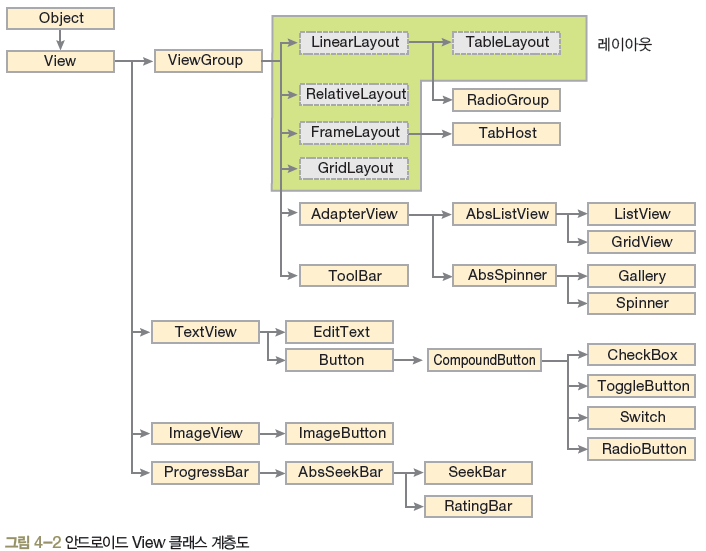 Object
View
ViewGroup
LinearLayout
TableLayout
레이아웃
RelativeLayout
RadioGroup
FrameLayout
TabHost
GridLayout
AdapterView
AbsListView
ListView
GridView
ToolBar
AbsSpinner
Gallery
Spinner
TextView
EditText
Button
CompoundButton
CheckBox
ToggleButton
Switch
RadioButton
ImageView
ImageButton
ProgressBar
AbsSeekBar
SeekBar
RatingBar
그림 4-2 안드로이드 View 클래스 계층도